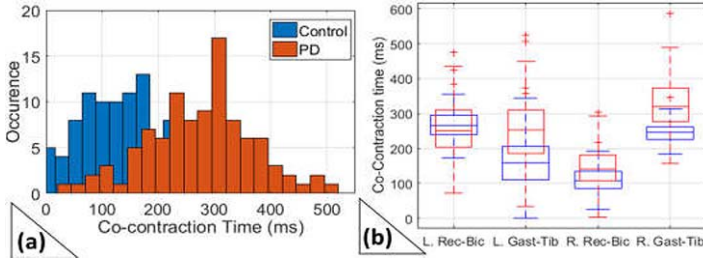 20
15
10
5
0
Occurence
0 100 200 300 400 500
Co-contraction Time (ms)
Control
PD
(a)
600
500
400
300
200
100
0
Co-Contraction time (ms)
L. Rec-Bic L. Gast-Tib R. Rec-Bic R. Gast-Tib
(b)